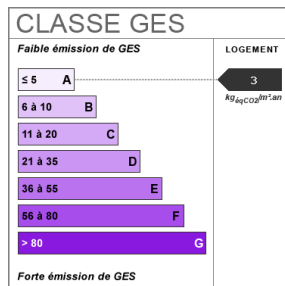 CLASSE GES
Faible émission de GES
LOGEMENT
≤ 5 A
3
kgéqCO2/m².an
6 à 10 B
11 à 20 C
21 à 35 D
36 à 55 E
56 à 80 F
> 80 G
Forte émission de GES